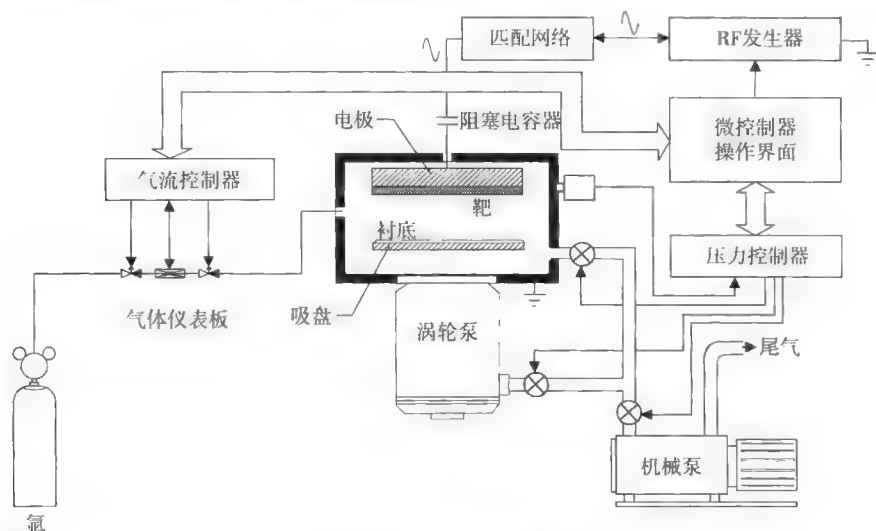 匹配网络
RF发生器
电极
阻塞电容器
微控制器
操作界面
气流控制器
靶
衬底
压力控制器
气体仪表板
吸盘
涡轮泵
尾气
机械泵
氩